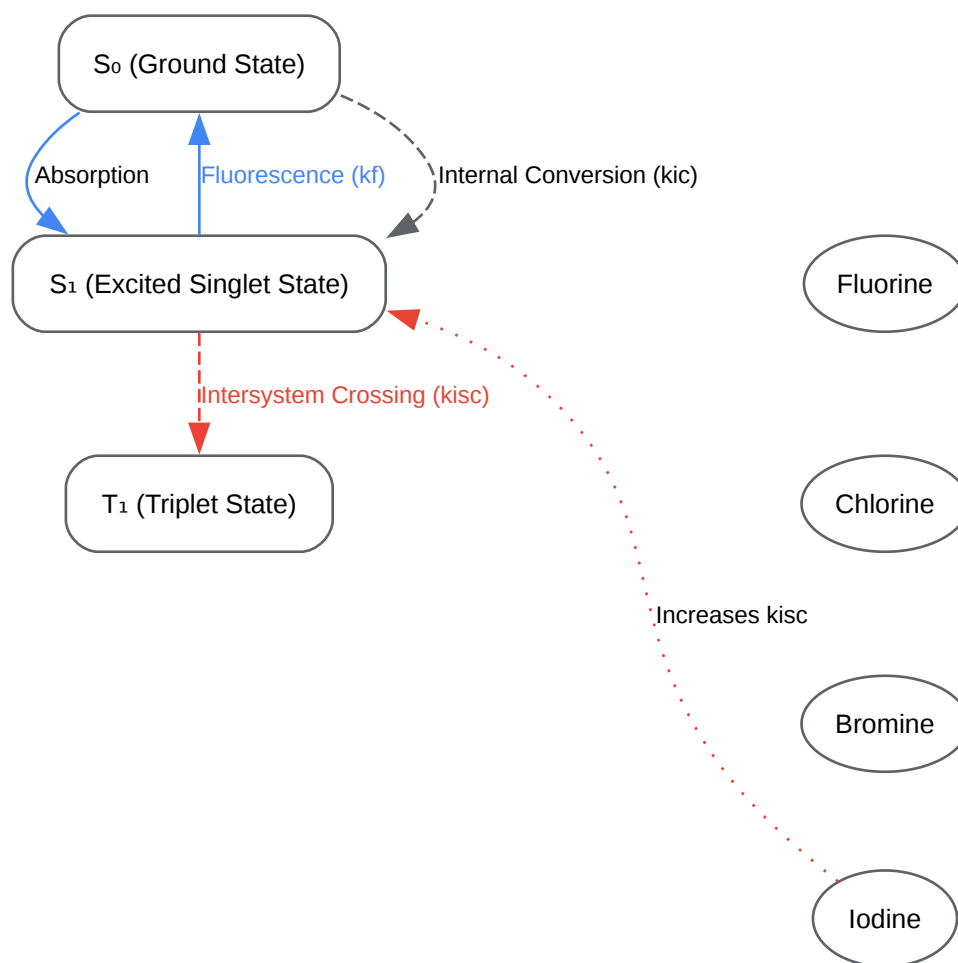 S₀ (Ground State)
Absorption
Fluorescence (kf)
Internal Conversion (kic)
S₁ (Excited Singlet State)
Fluorine
Intersystem Crossing (kisc)
T₁ (Triplet State)
Chlorine
Increases kisc
Bromine
Iodine